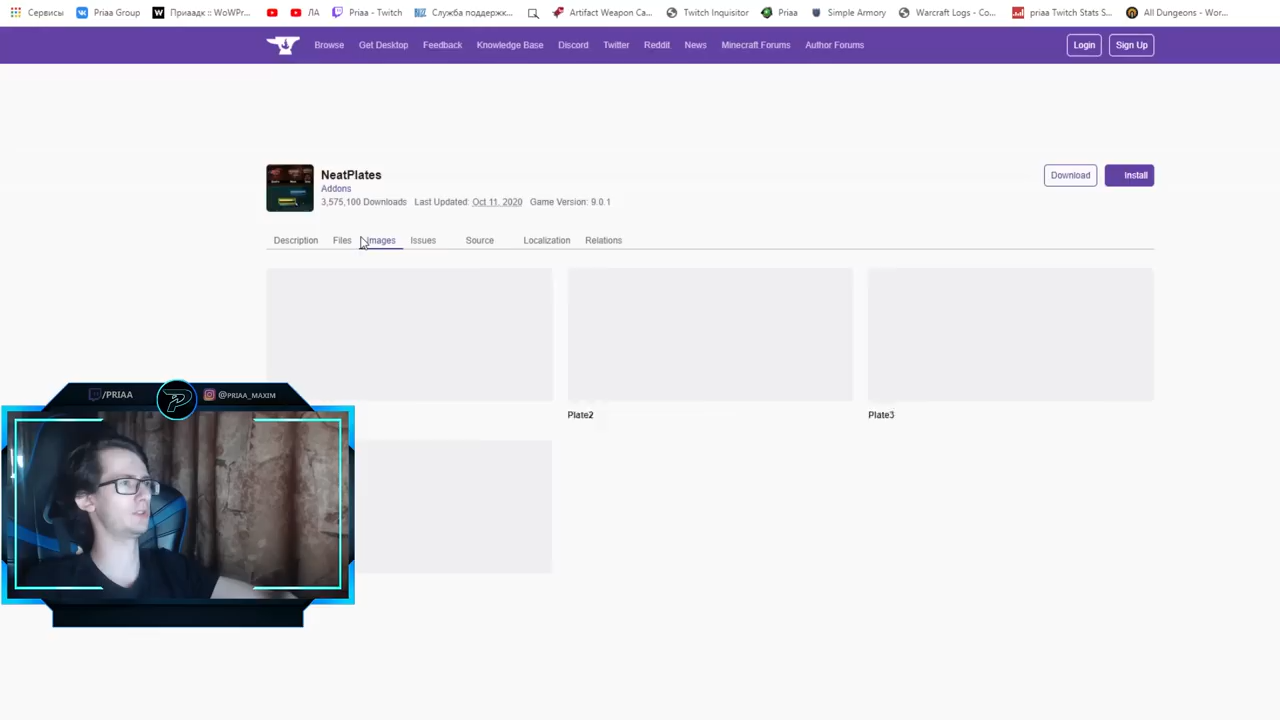 Сервисы Priaa Group Приаадк :: WoWPr... ЛА Priaa - Twitch Служба поддержк... Artifact Weapon Ca... Twitch Inquisitor Priaa Simple Armory Warcraft Logs - Co... priaa Twitch Stats S... All Dungeons - Wor...
Browse Get Desktop Feedback Knowledge Base Discord Twitter Reddit News Minecraft Forums Author Forums Login Sign Up
NeatPlates
Addons
3,575,100 Downloads Last Updated: Oct 11, 2020 Game Version: 9.0.1
Download Install
Description Files Images Issues Source Localization Relations
Plate2 Plate3
/PRIAA @PRIAA_MAXIM